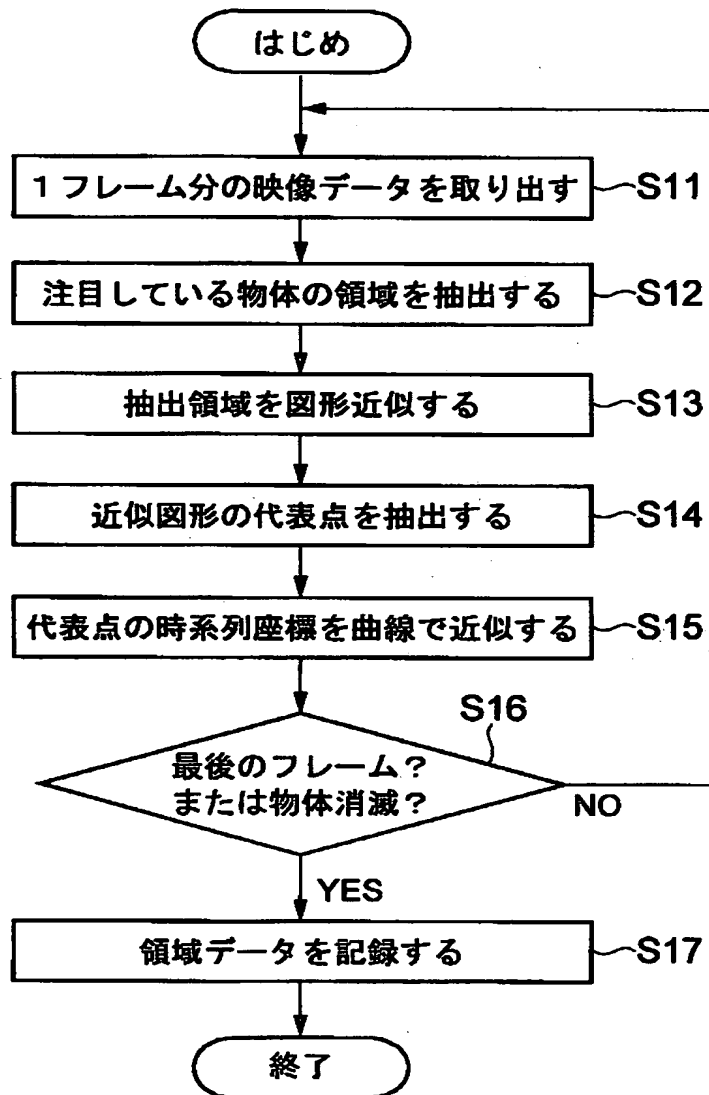 はじめ
1フレーム分の映像データを取り出す
S11
注目している物体の領域を抽出する
S12
抽出領域を図形近似する
S13
近似図形の代表点を抽出する
S14
代表点の時系列座標を曲線で近似する
S15
S16
最後のフレーム?
または物体消滅?
NO
YES
領域データを記録する
S17
終了